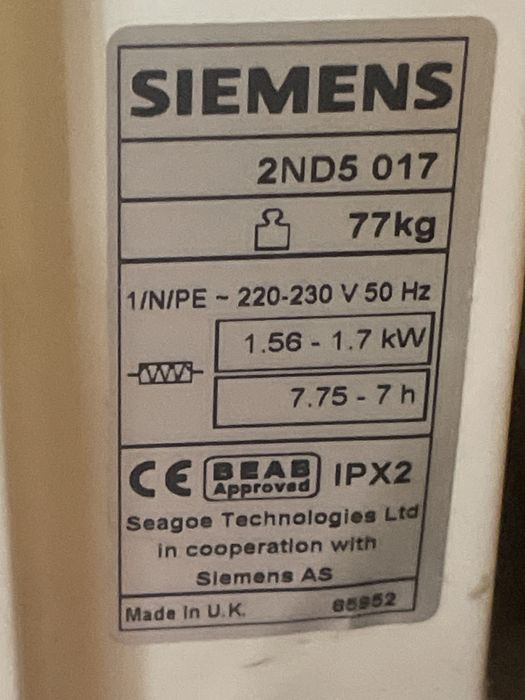 SIEMENS
2ND5 017
77kg
1/N/PE ~ 220-230 V 50 Hz
1.56 - 1.7 kW
7.75 - 7 h
CE BEAB Approved IPX2
Seagoe Technologies Ltd
in cooperation with
Siemens AS
Made in U.K. 65952